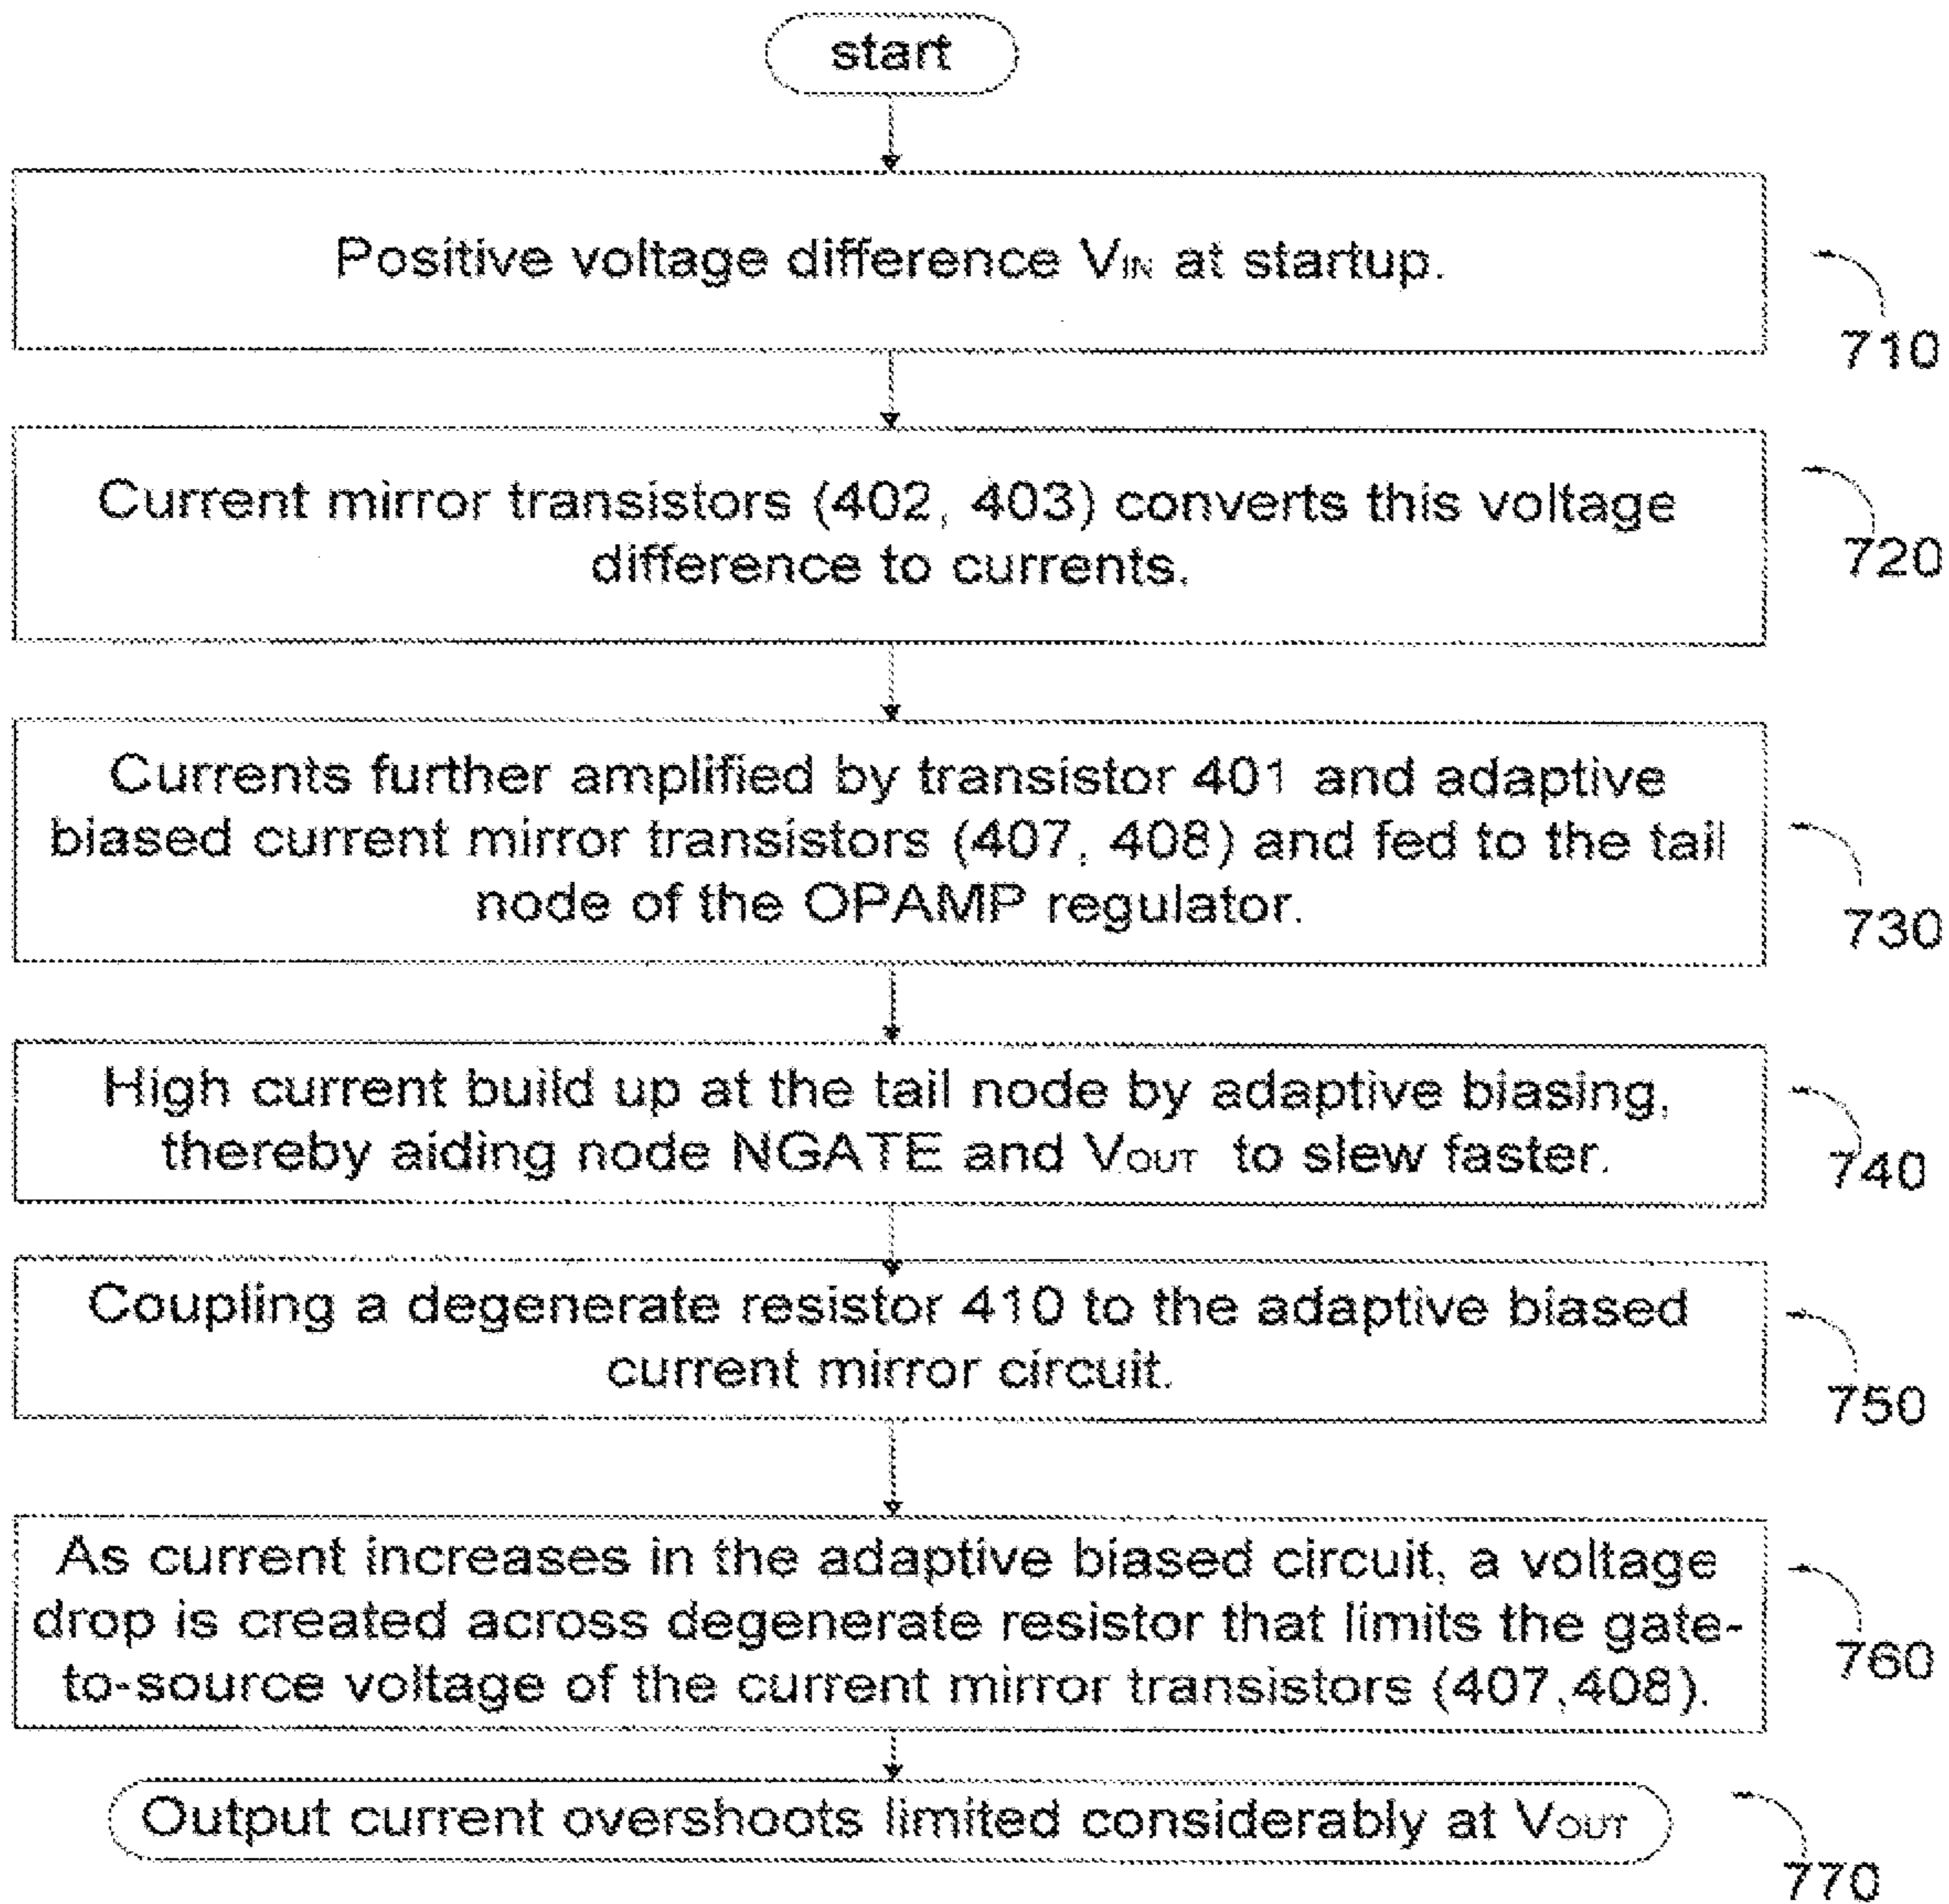 start
Positive voltage difference VIN at startup.
710
Current mirror transistors (402, 403) converts this voltage
difference to currents.
720
Currents further amplified by transistor 401 and adaptive
biased current mirror transistors (407, 408) and fed to the tail
node of the OPAMP regulator.
730
High current build up at the tail node by adaptive biasing,
thereby aiding node NGATE and VOUT to slew faster.
740
Coupling a degenerate resistor 410 to the adaptive biased
current mirror circuit.
750
As current increases in the adaptive biased circuit, a voltage
drop is created across degenerate resistor that limits the gate-
to-source voltage of the current mirror transistors (407,408).
760
Output current overshoots limited considerably at VOUT
770